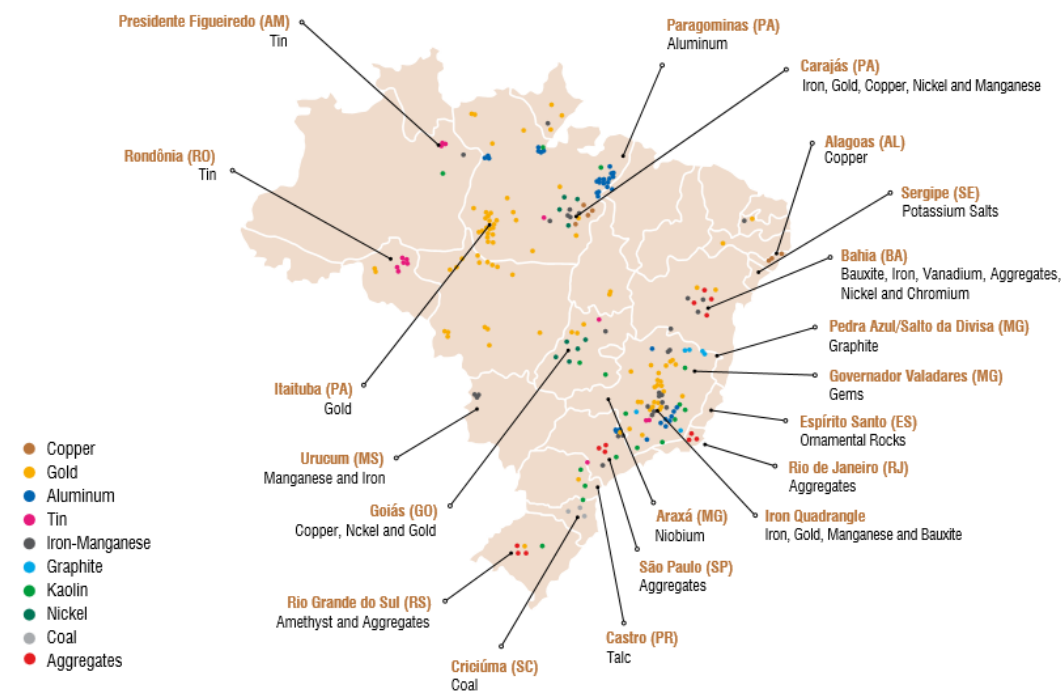 Presidente Figueiredo (AM)
Tin
Paragominas (PA)
Aluminum
Carajás (PA)
Iron, Gold, Copper, Nickel and Manganese
Rondônia (RO)
Tin
Alagoas (AL)
Copper
Sergipe (SE)
Potassium Salts
Bahia (BA)
Bauxite, Iron, Vanadium, Aggregates,
Nickel and Chromium
Pedra Azul/Salto da Divisa (MG)
Graphite
Governador Valadares (MG)
Gems
Itaituba (PA)
Gold
Espírito Santo (ES)
Ornamental Rocks
Urucum (MS)
Manganese and Iron
Rio de Janeiro (RJ)
Aggregates
Goiás (GO)
Copper, Nckel and Gold
Araxá (MG)
Niobium
Iron Quadrangle
Iron, Gold, Manganese and Bauxite
São Paulo (SP)
Aggregates
Rio Grande do Sul (RS)
Amethyst and Aggregates
Castro (PR)
Talc
Criciúma (SC)
Coal
Copper
Gold
Aluminum
Tin
Iron-Manganese
Graphite
Kaolin
Nickel
Coal
Aggregates